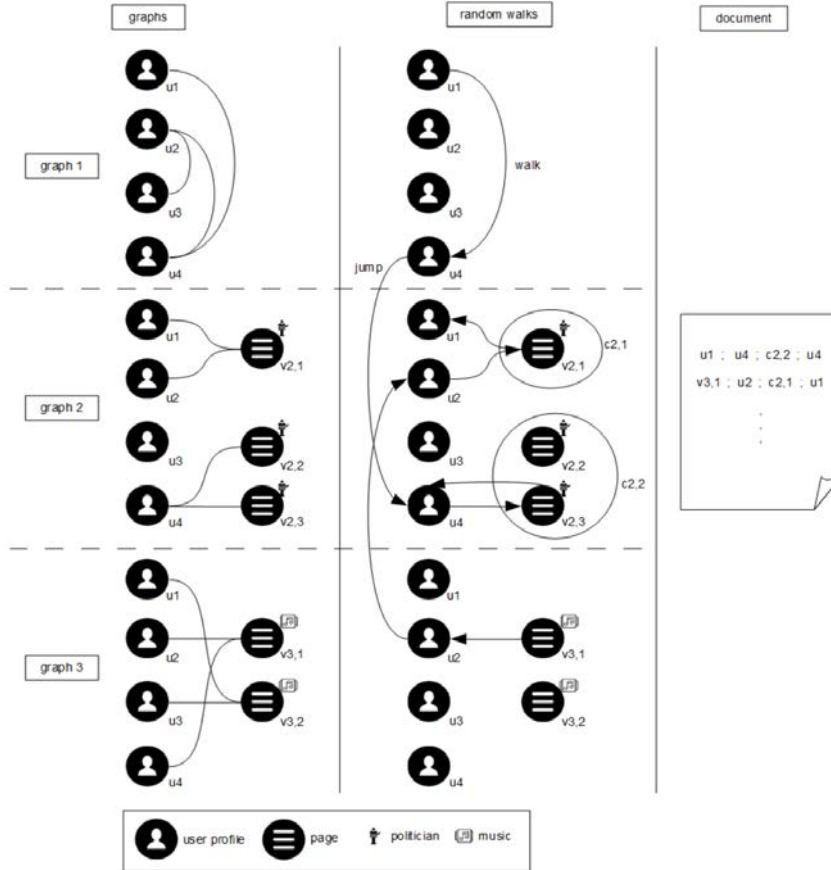 graphs
random walks
document
graph 1
u1
u2
u3
u4
u1
u2
u3
u4
walk
jump
graph 2
u1
u2
u3
u4
v2,1
v2,2
v2,3
u1
u2
u3
u4
v2,1
v2,2
v2,3
c2,1
c2,2
u1 ; u4 ; c2,2 ; u4
v3,1 ; u2 ; c2,1 ; u1
.
.
.
graph 3
u1
u2
u3
u4
v3,1
v3,2
u1
u2
u3
u4
v3,1
v3,2
user profile page politician music